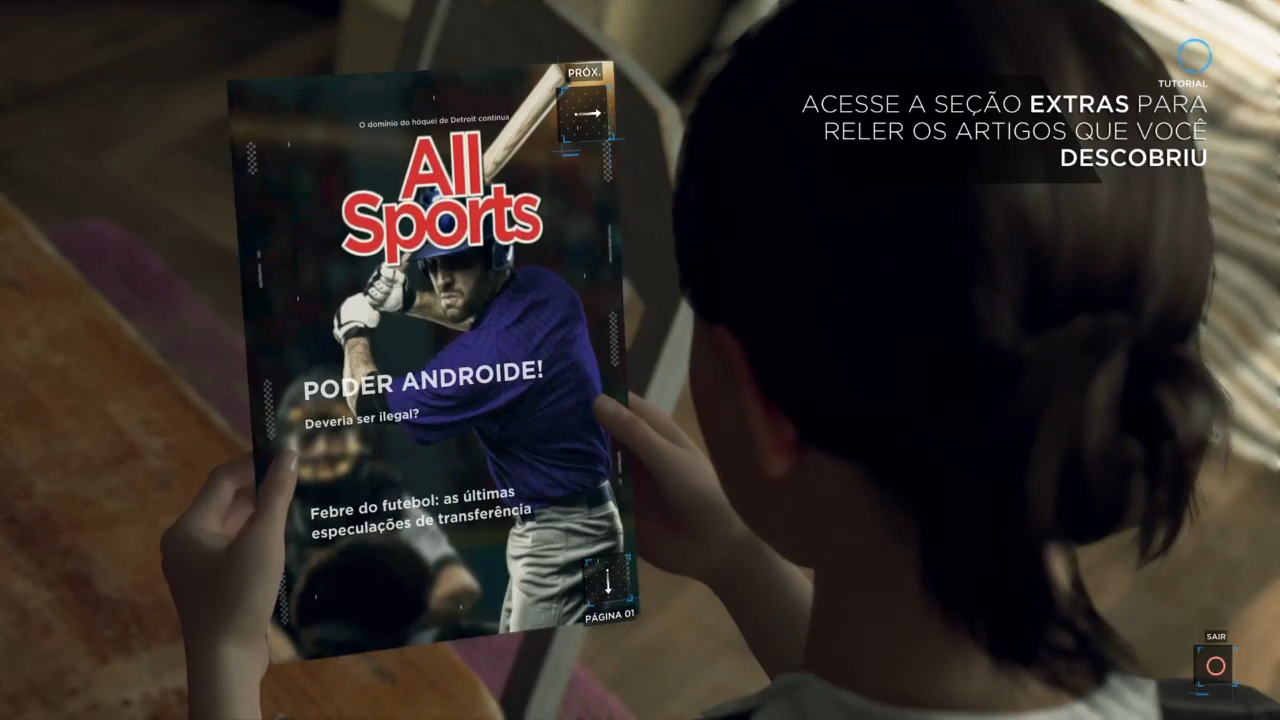 PRÓX.
O domínio do hóquei de Detroit continua
All
Sports
PODER ANDROIDE!
Deveria ser ilegal?
Febre do futebol: as últimas
especulações de transferência
PÁGINA 01
TUTORIAL
ACESSE A SEÇÃO EXTRAS PARA
RELER OS ARTIGOS QUE VOCÊ
DESCOBRIU
SAIR